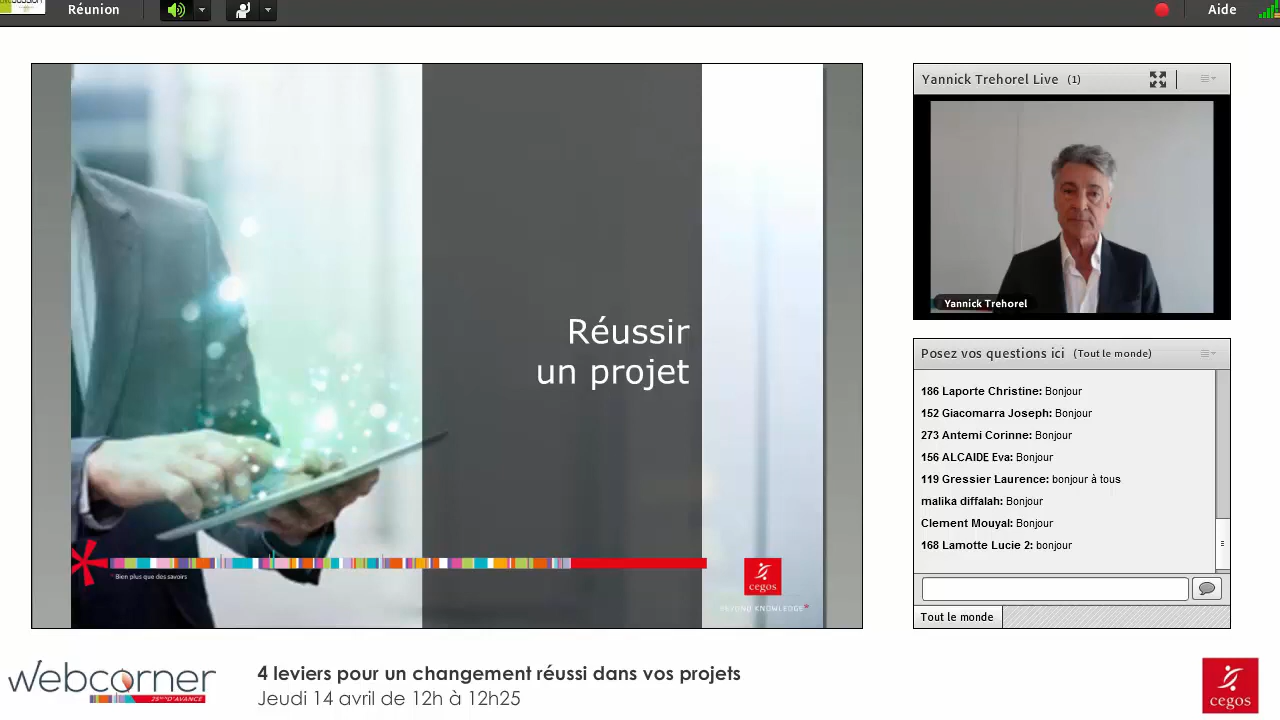 Réunion
Aide
Réussir
un projet
* Bien plus que des savoirs
cegos
BEYOND KNOWLEDGE*
Yannick Trehorel Live (1)
Yannick Trehorel
Posez vos questions ici (Tout le monde)
186 Laporte Christine: Bonjour
152 Giacomarra Joseph: Bonjour
273 Antemi Corinne: Bonjour
156 ALCAIDE Eva: Bonjour
119 Gressier Laurence: bonjour à tous
malika diffalah: Bonjour
Clement Mouyal: Bonjour
168 Lamotte Lucie 2: bonjour
Tout le monde
webcorner
4 leviers pour un changement réussi dans vos projets
Jeudi 14 avril de 12h à 12h25
cegos